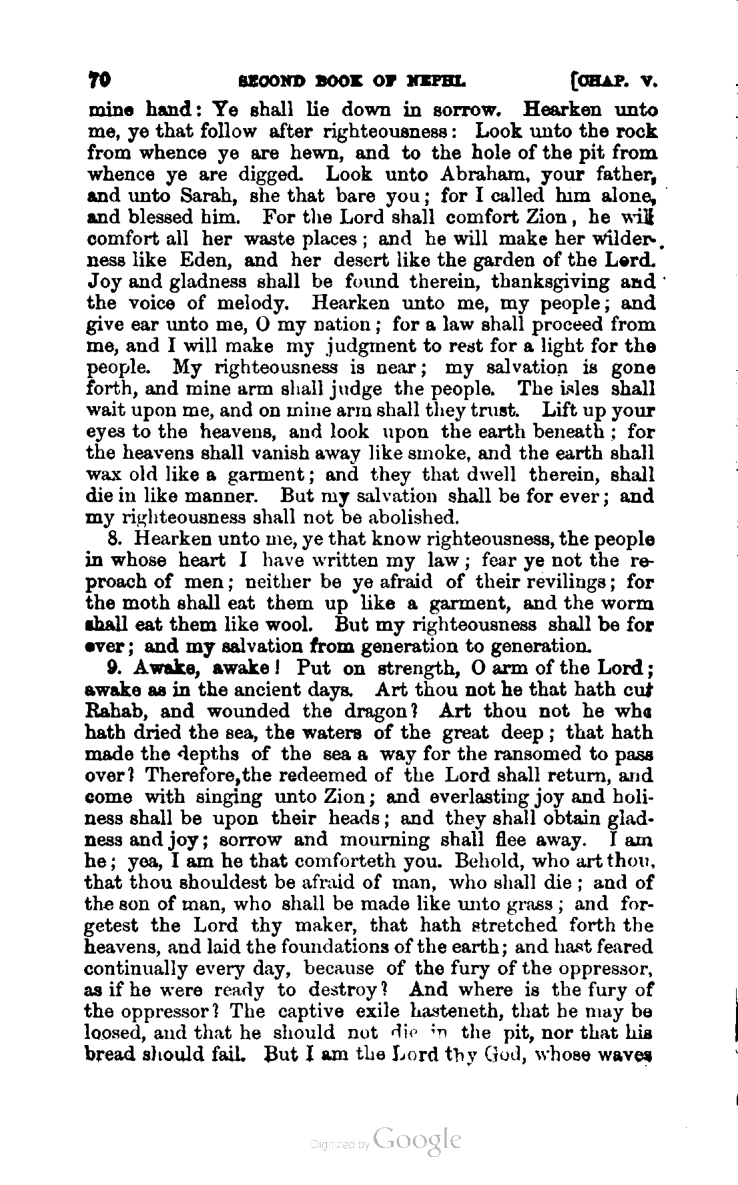 70 SECOND BOOK OF NEPHI. [CHAP. V.
mine hand: Ye shall lie down in sorrow. Hearken unto
me, ye that follow after righteousness: Look unto the rock
from whence ye are hewn, and to the hole of the pit from
whence ye are digged. Look unto Abraham, your father,
and unto Sarah, she that bare you; for I called him alone,
and blessed him. For the Lord shall comfort Zion, he will
comfort all her waste places; and he will make her wilder-
ness like Eden, and her desert like the garden of the Lord.
Joy and gladness shall be found therein, thanksgiving and
the voice of melody. Hearken unto me, my people; and
give ear unto me, O my nation; for a law shall proceed from
me, and I will make my judgment to rest for a light for the
people. My righteousness is near; my salvation is gone
forth, and mine arm shall judge the people. The isles shall
wait upon me, and on mine arm shall they trust. Lift up your
eyes to the heavens, and look upon the earth beneath; for
the heavens shall vanish away like smoke, and the earth shall
wax old like a garment; and they that dwell therein, shall
die in like manner. But my salvation shall be for ever; and
my righteousness shall not be abolished.
8. Hearken unto me, ye that know righteousness, the people
in whose heart I have written my law; fear ye not the re-
proach of men; neither be ye afraid of their revilings; for
the moth shall eat them up like a garment, and the worm
shall eat them like wool. But my righteousness shall be for
ever; and my salvation from generation to generation.
9. Awake, awake! Put on strength, O arm of the Lord;
awake as in the ancient days. Art thou not he that hath cut
Rahab, and wounded the dragon? Art thou not he who
hath dried the sea, the waters of the great deep; that hath
made the depths of the sea a way for the ransomed to pass
over? Therefore, the redeemed of the Lord shall return, and
come with singing unto Zion; and everlasting joy and holi-
ness shall be upon their heads; and they shall obtain glad-
ness and joy; sorrow and mourning shall flee away. I am
he; yea, I am he that comforteth you. Behold, who art thou,
that thou shouldest be afraid of man, who shall die; and of
the son of man, who shall be made like unto grass; and for-
getest the Lord thy maker, that hath stretched forth the
heavens, and laid the foundations of the earth; and hast feared
continually every day, because of the fury of the oppressor,
as if he were ready to destroy? And where is the fury of
the oppressor? The captive exile hasteneth, that he may be
loosed, and that he should not die in the pit, nor that his
bread should fail. But I am the Lord thy God, whose waves
Digitized by Google